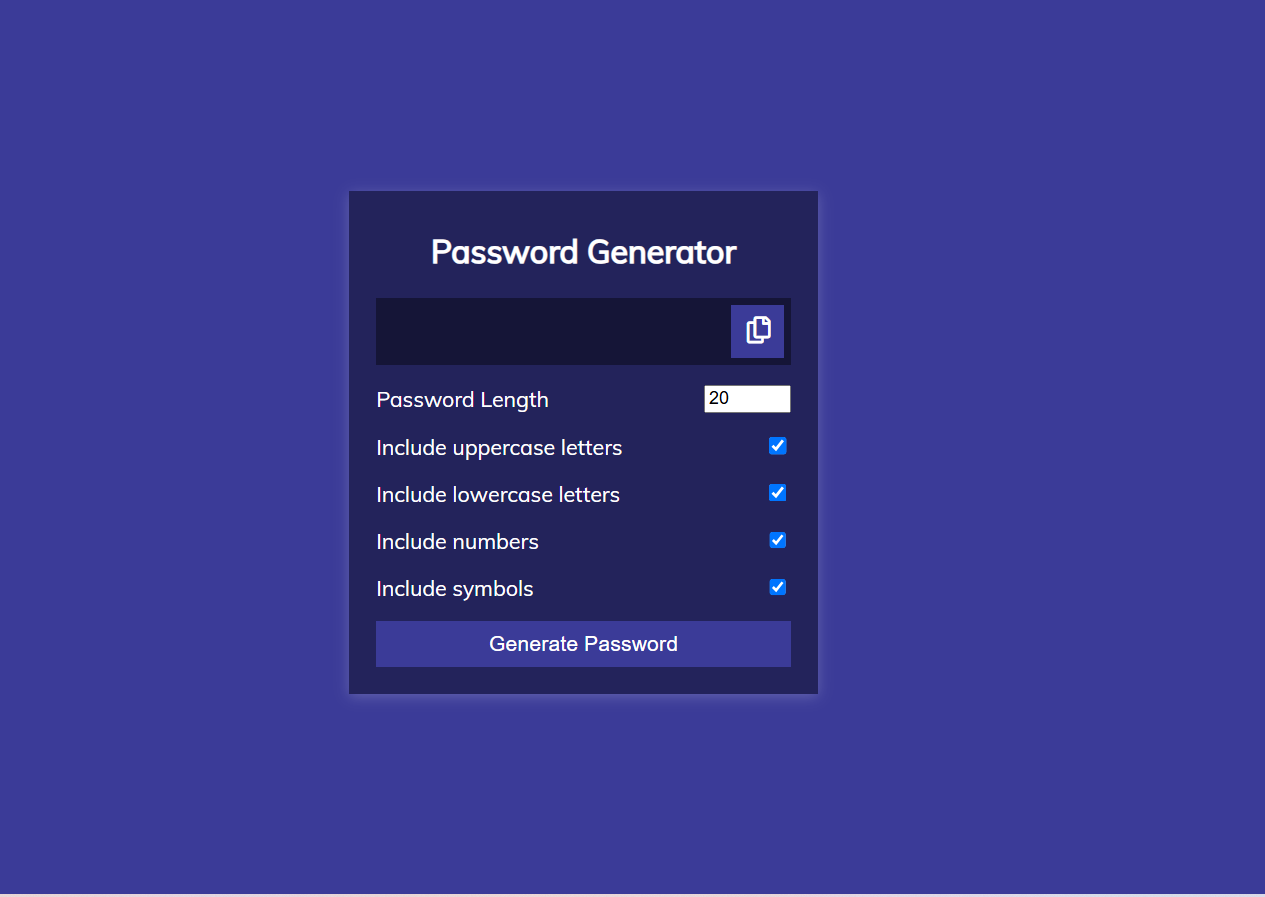 Password Generator
Password Length 20
Include uppercase letters
Include lowercase letters
Include numbers
Include symbols
Generate Password